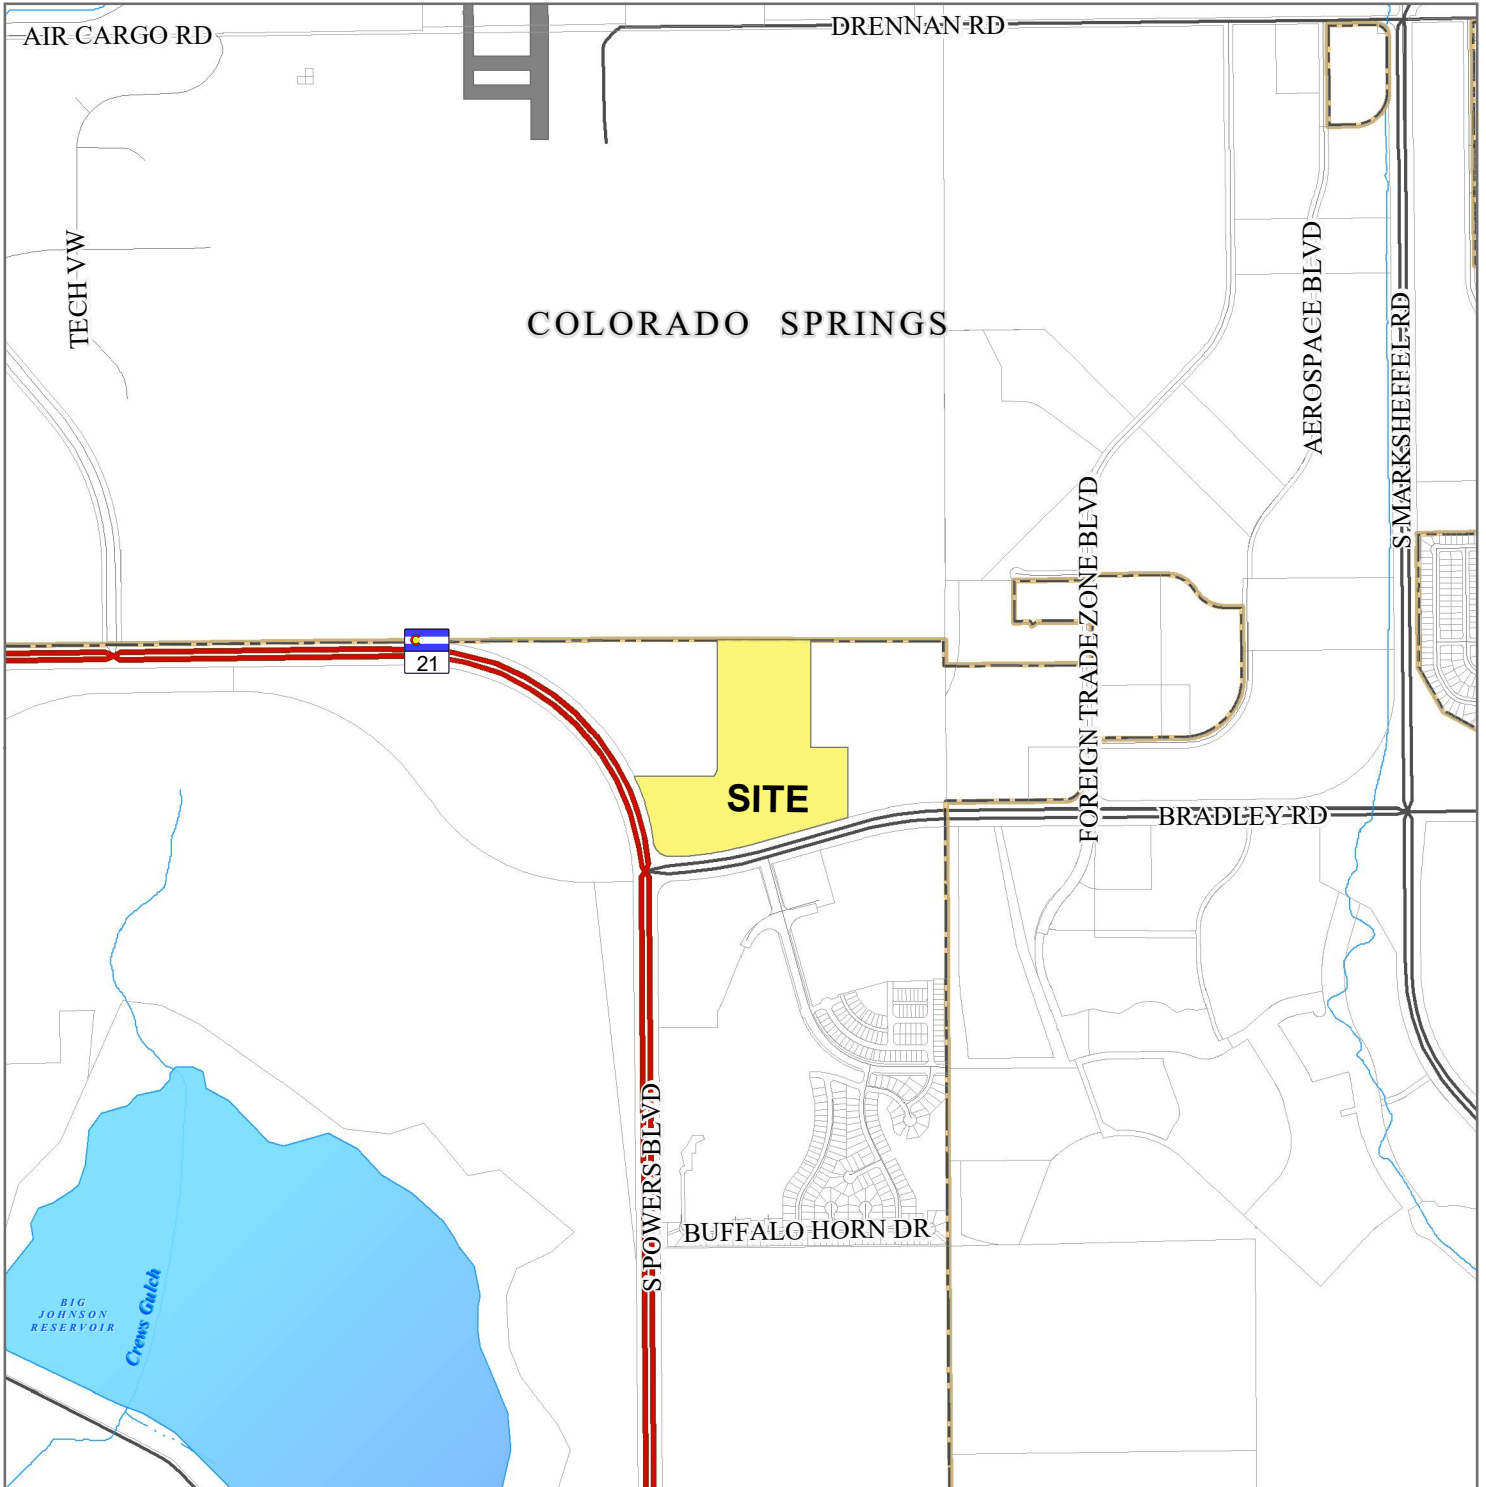 AIR CARGO RD
DRENNAN RD
TECH VW
COLORADO SPRINGS
AEROSPACE BLVD
S MARKSHEFFEL RD
FOREIGN TRADE ZONE BLVD
C
21
SITE
BRADLEY RD
S POWERS BLVD
BUFFALO HORN DR
BIG
JOHNSON
RESERVOIR
Crews Gulch